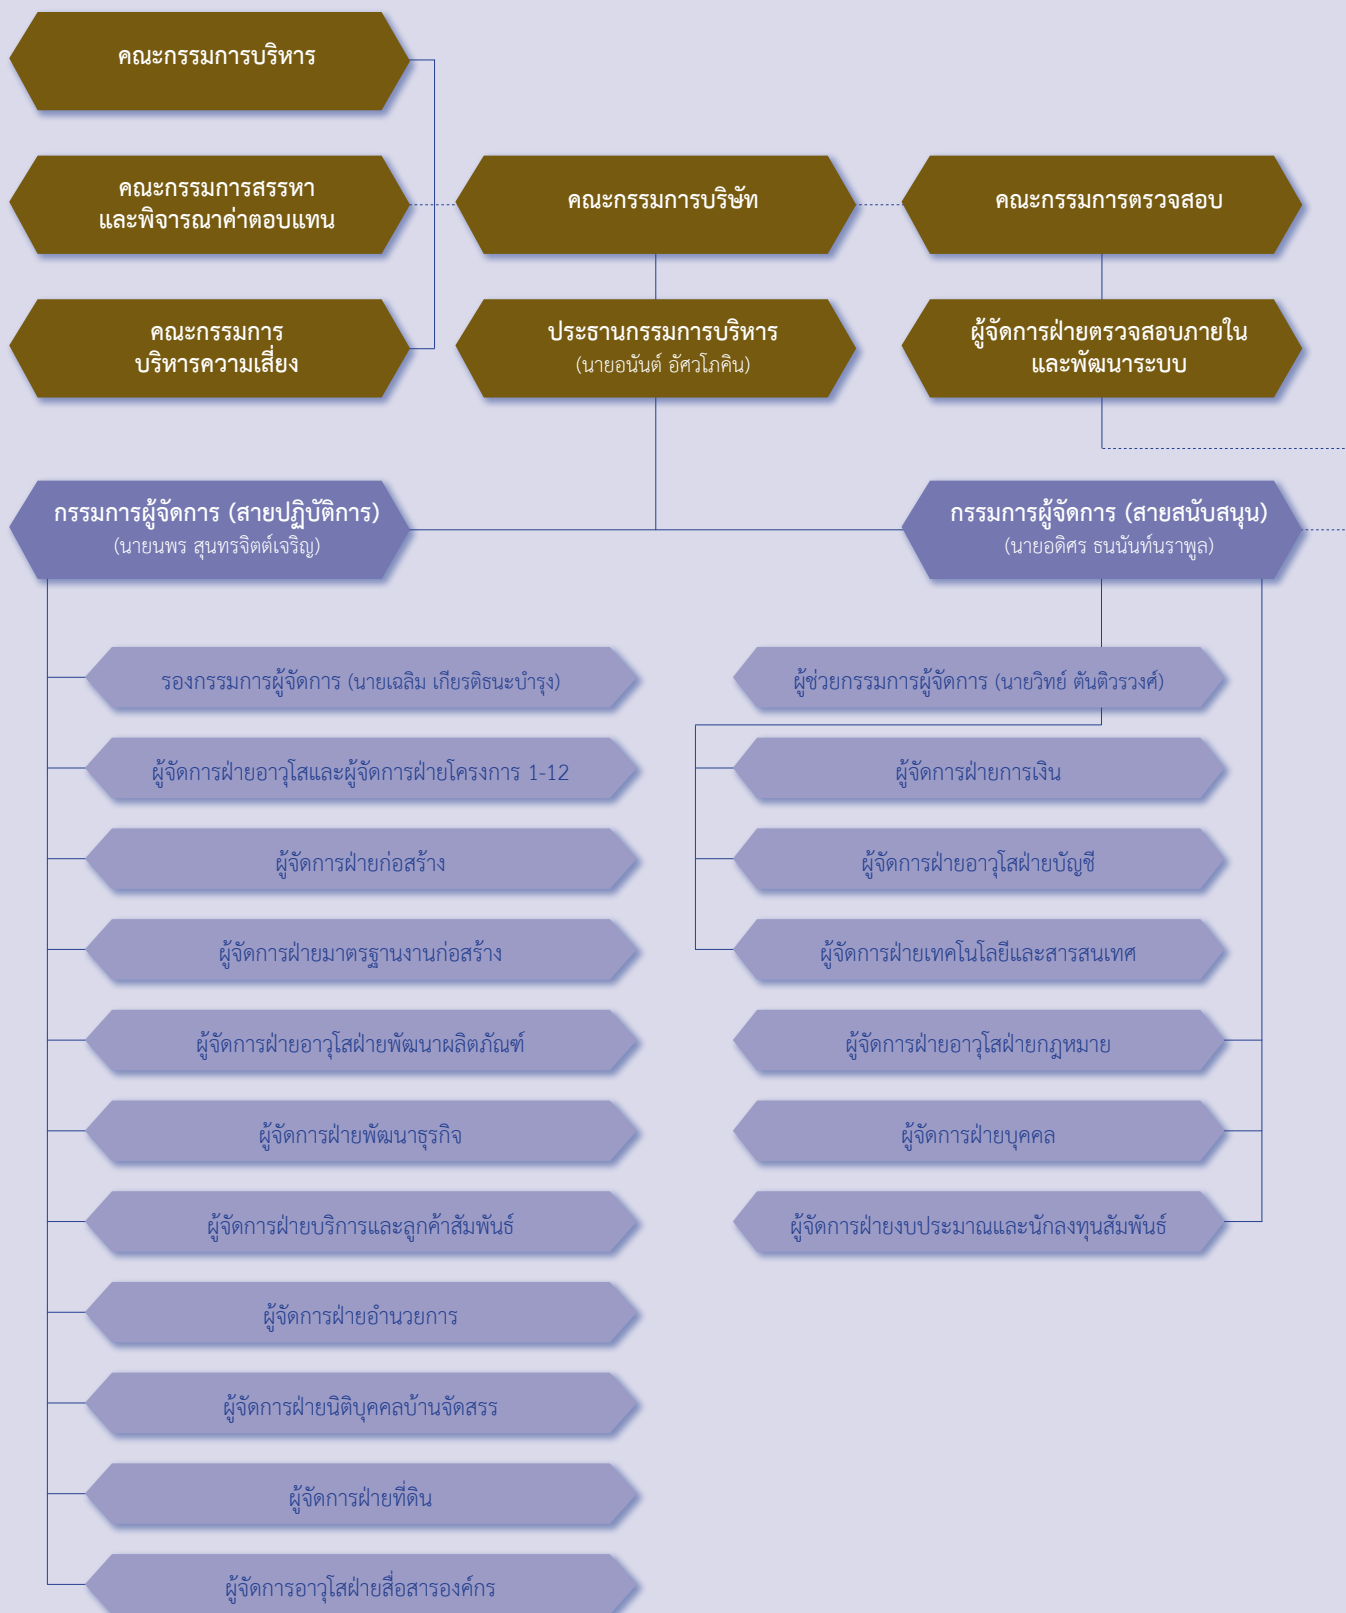 คณะกรรมการบริหาร
คณะกรรมการสรรหา
และพิจารณาค่าตอบแทน
คณะกรรมการบริษัท
คณะกรรมการตรวจสอบ
คณะกรรมการ
บริหารความเสี่ยง
ประธานกรรมการบริหาร
(นายอนันต์ อัศวโภคิน)
ผู้จัดการฝ่ายตรวจสอบภายใน
และพัฒนาระบบ
กรรมการผู้จัดการ (สายปฏิบัติการ)
(นายนพร สุนทรจิตต์เจริญ)
กรรมการผู้จัดการ (สายสนับสนุน)
(นายอดิศร ธนนันท์นราพูล)
รองกรรมการผู้จัดการ (นายเฉลิม เกียรติธนะบำรุง)
ผู้จัดการฝ่ายอาวุโสและผู้จัดการฝ่ายโครงการ 1-12
ผู้จัดการฝ่ายก่อสร้าง
ผู้จัดการฝ่ายมาตรฐานงานก่อสร้าง
ผู้จัดการฝ่ายอาวุโสฝ่ายพัฒนาผลิตภัณฑ์
ผู้จัดการฝ่ายพัฒนาธุรกิจ
ผู้จัดการฝ่ายบริการและลูกค้าสัมพันธ์
ผู้จัดการฝ่ายอำนวยการ
ผู้จัดการฝ่ายนิติบุคคลบ้านจัดสรร
ผู้จัดการฝ่ายที่ดิน
ผู้จัดการอาวุโสฝ่ายสื่อสารองค์กร
ผู้ช่วยกรรมการผู้จัดการ (นายวิทย์ ตันติวรวงศ์)
ผู้จัดการฝ่ายการเงิน
ผู้จัดการฝ่ายอาวุโสฝ่ายบัญชี
ผู้จัดการฝ่ายเทคโนโลยีและสารสนเทศ
ผู้จัดการฝ่ายอาวุโสฝ่ายกฎหมาย
ผู้จัดการฝ่ายบุคคล
ผู้จัดการฝ่ายงบประมาณและนักลงทุนสัมพันธ์